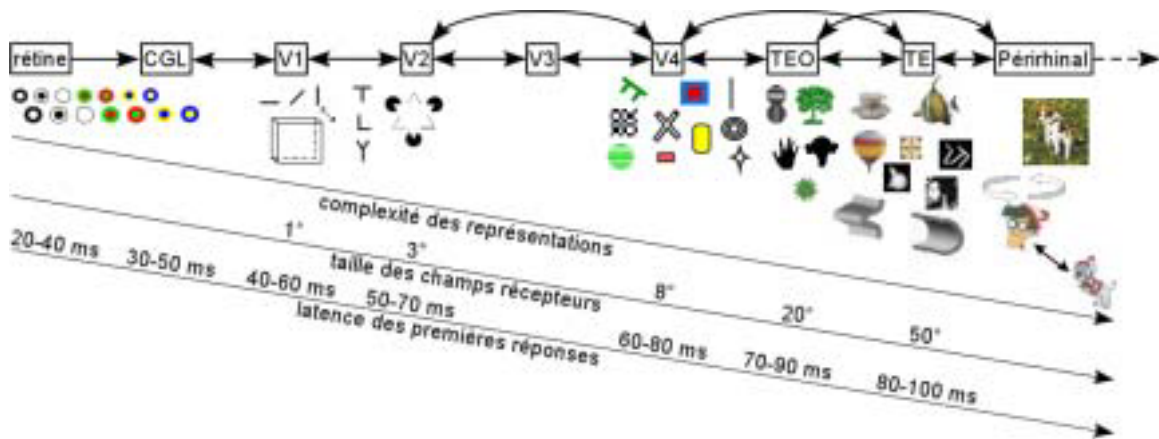 rétine CGL V1 V2 V3 V4 TEO TE Périrhinal
complexité des représentations
1° 3° 8° 20° 50°
taille des champs récepteurs
20-40 ms 30-50 ms 40-60 ms 50-70 ms 60-80 ms 70-90 ms 80-100 ms
latence des premières réponses